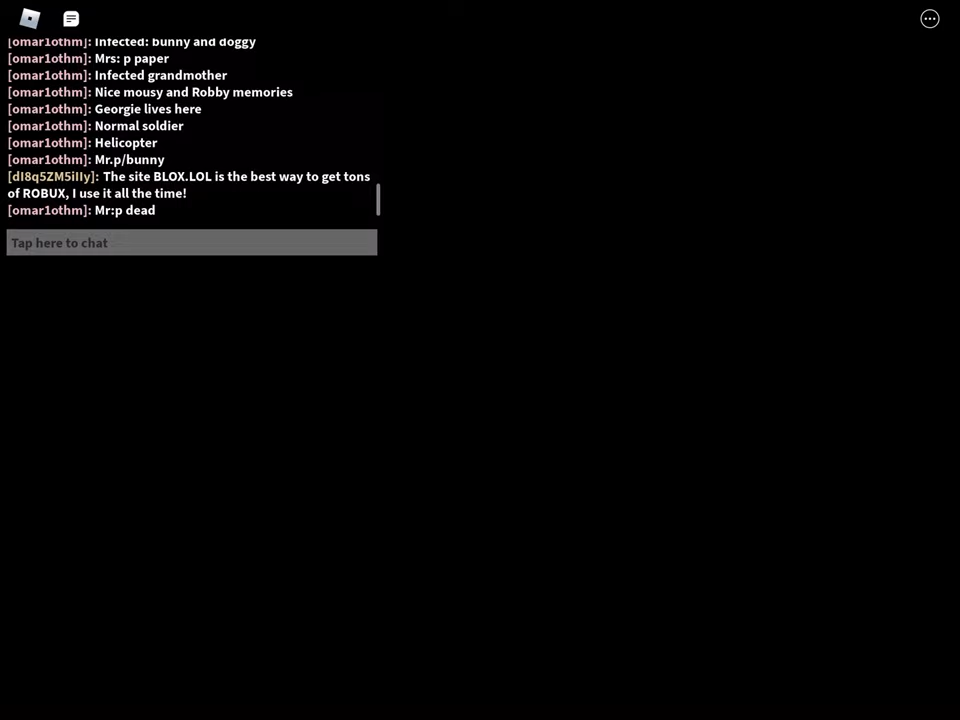 [omar1othm]: Infected: bunny and doggy
[omar1othm]: Mrs: p paper
[omar1othm]: Infected grandmother
[omar1othm]: Nice mousy and Robby memories
[omar1othm]: Georgie lives here
[omar1othm]: Normal soldier
[omar1othm]: Helicopter
[omar1othm]: Mr.p/bunny
[dI8q5ZM5iIIy]: The site BLOX.LOL is the best way to get tons
of ROBUX, I use it all the time!
[omar1othm]: Mr:p dead
Tap here to chat